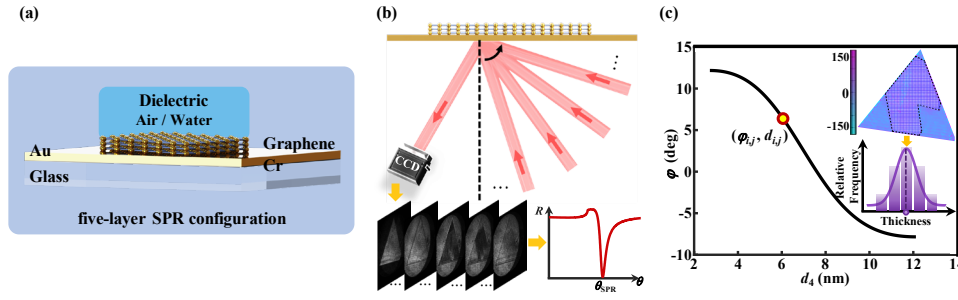 (a)
Dielectric
Air / Water
Au
Graphene
Cr
Glass
five-layer SPR configuration
(b)
CCD
...
...
... ... ... ... ...
R
θSPR
θ
(c)
15
10
5
0
-5
-10
φ (deg)
2 4 6 8 10 12 14
d4 (nm)
(φi,j, di,j)
150
0
-150
Relative
Frequency
Thickness